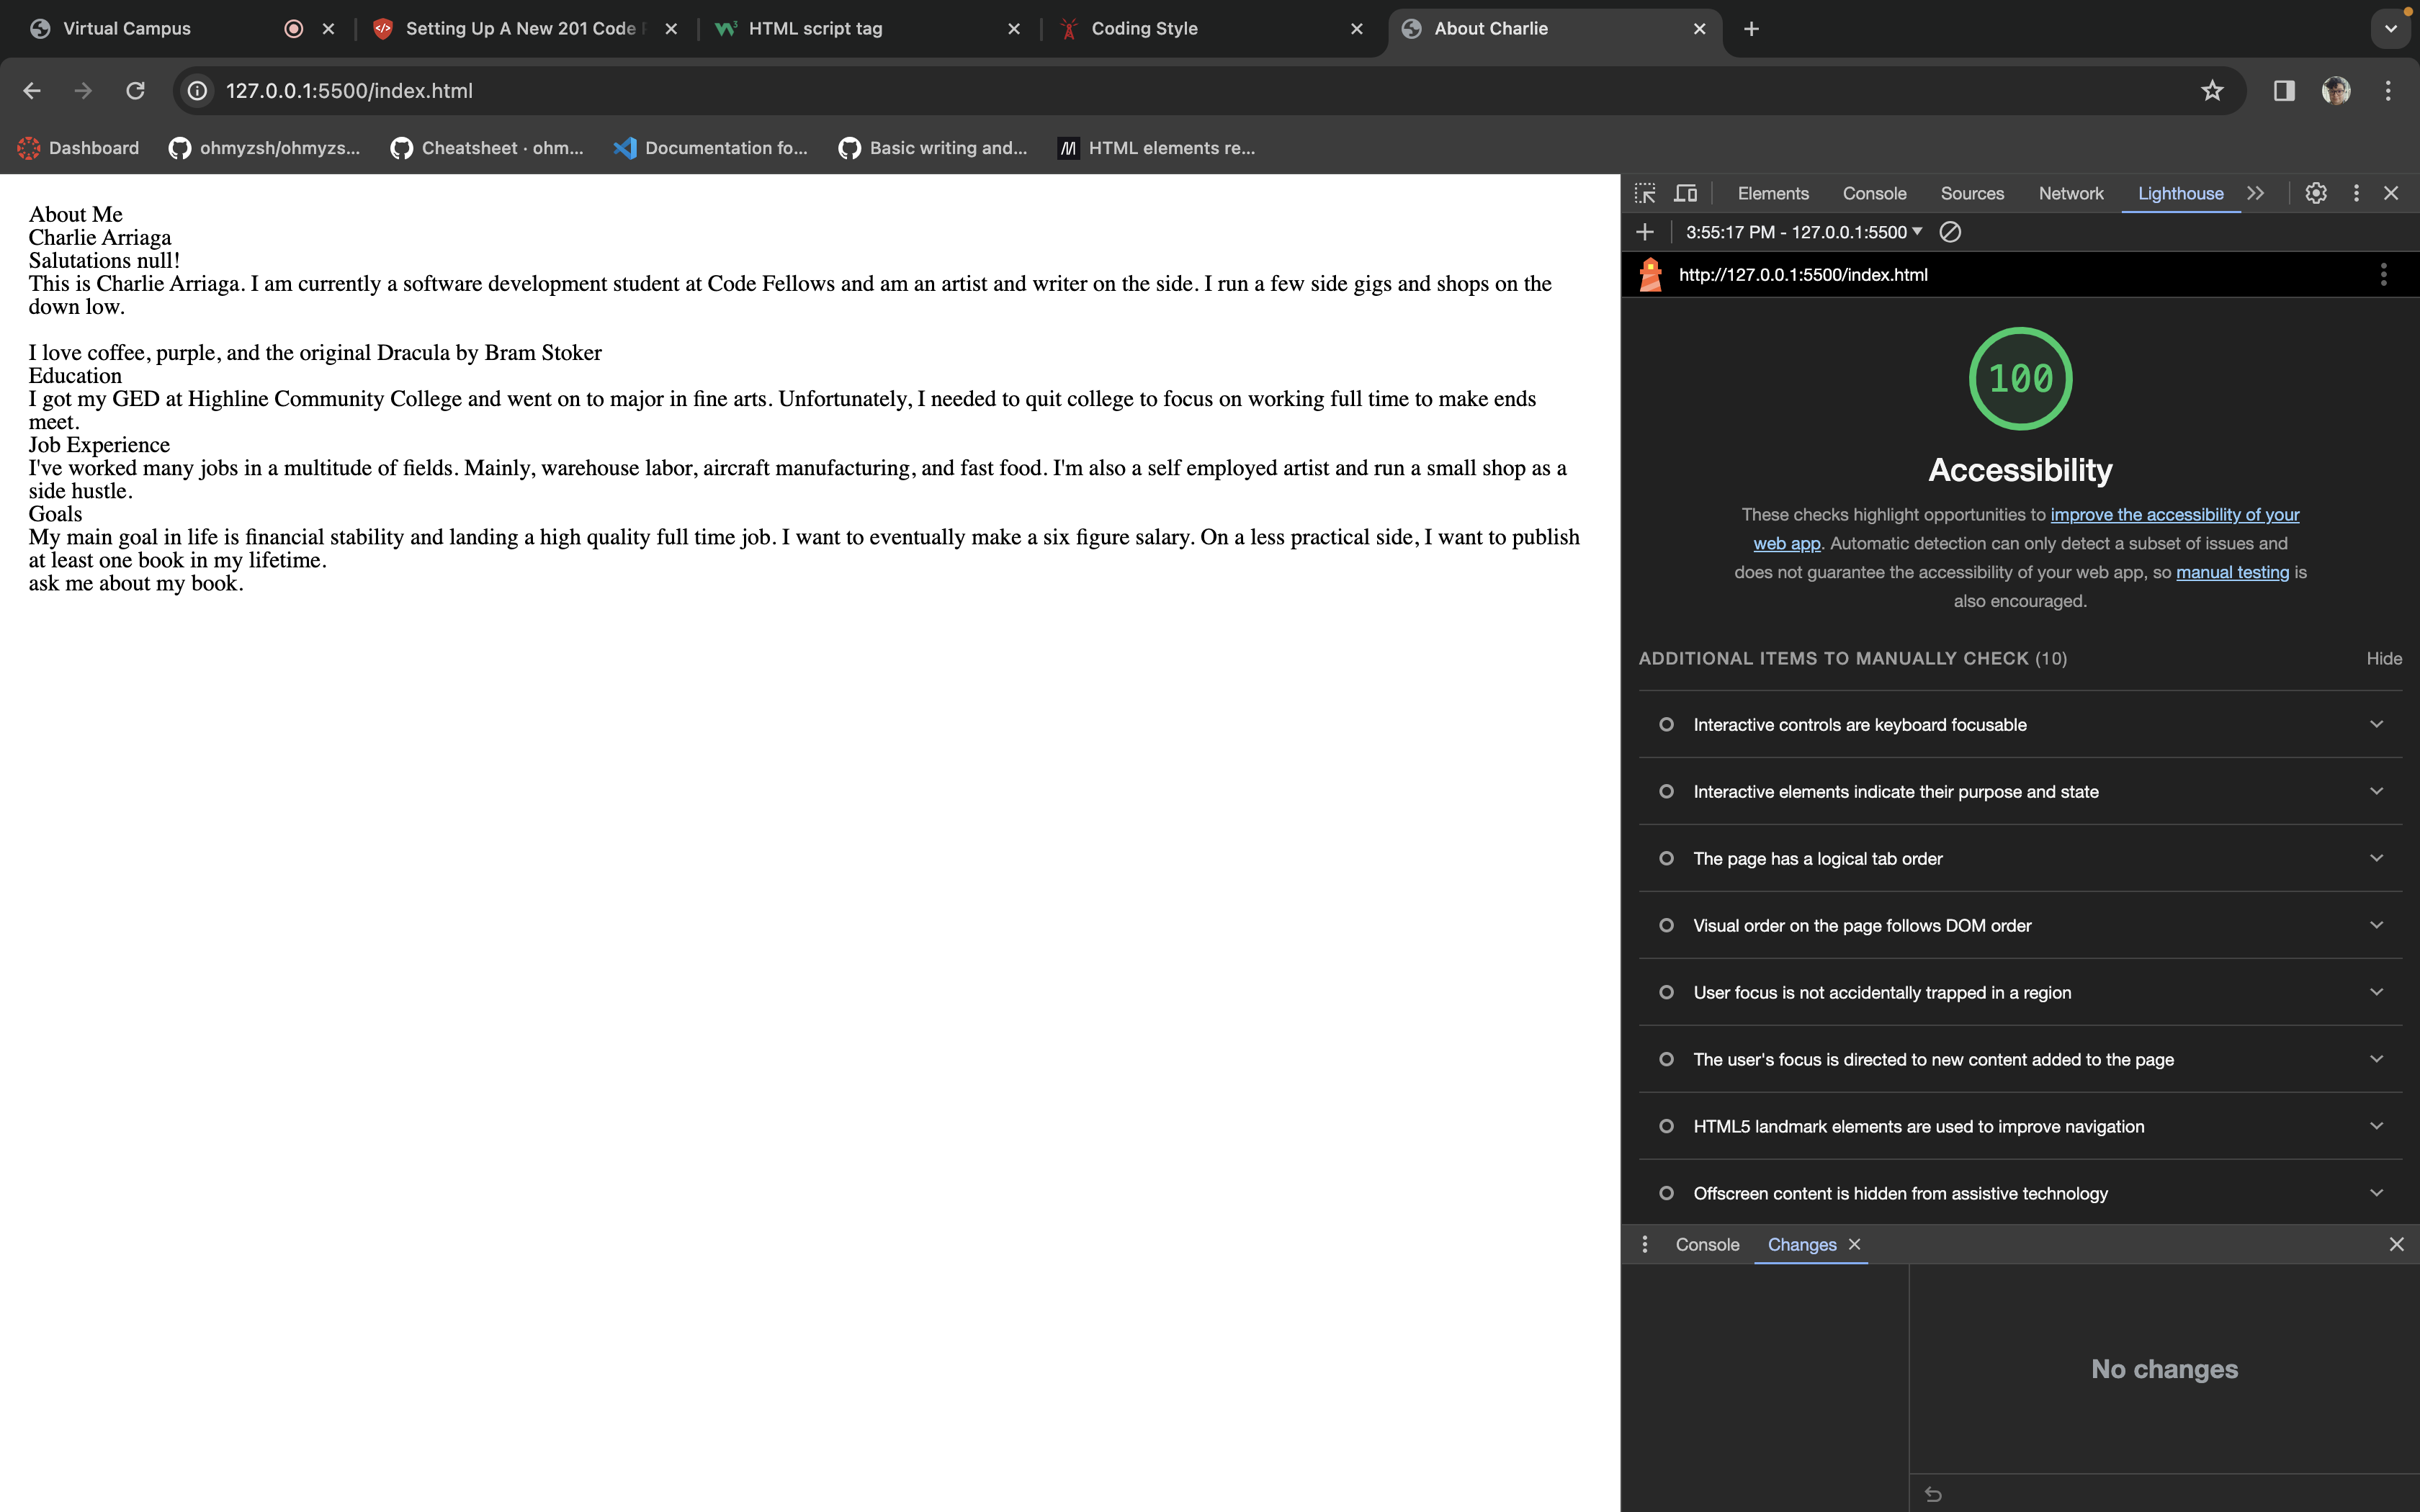 Virtual Campus
Setting Up A New 201 Code
HTML script tag
Coding Style
About Charlie
127.0.0.1:5500/index.html
Dashboard
ohmyzsh/ohmyzs...
Cheatsheet · ohm...
Documentation fo...
Basic writing and...
HTML elements re...
About Me
Charlie Arriaga
Salutations null!
This is Charlie Arriaga. I am currently a software development student at Code Fellows and am an artist and writer on the side. I run a few side gigs and shops on the
down low.
I love coffee, purple, and the original Dracula by Bram Stoker
Education
I got my GED at Highline Community College and went on to major in fine arts. Unfortunately, I needed to quit college to focus on working full time to make ends
meet.
Job Experience
I've worked many jobs in a multitude of fields. Mainly, warehouse labor, aircraft manufacturing, and fast food. I'm also a self employed artist and run a small shop as a
side hustle.
Goals
My main goal in life is financial stability and landing a high quality full time job. I want to eventually make a six figure salary. On a less practical side, I want to publish
at least one book in my lifetime.
ask me about my book.
Elements
Console
Sources
Network
Lighthouse
3:55:17 PM - 127.0.0.1:5500
http://127.0.0.1:5500/index.html
100
Accessibility
These checks highlight opportunities to improve the accessibility of your
web app. Automatic detection can only detect a subset of issues and
does not guarantee the accessibility of your web app, so manual testing is
also encouraged.
ADDITIONAL ITEMS TO MANUALLY CHECK (10)
Hide
Interactive controls are keyboard focusable
Interactive elements indicate their purpose and state
The page has a logical tab order
Visual order on the page follows DOM order
User focus is not accidentally trapped in a region
The user's focus is directed to new content added to the page
HTML5 landmark elements are used to improve navigation
Offscreen content is hidden from assistive technology
Console
Changes
No changes